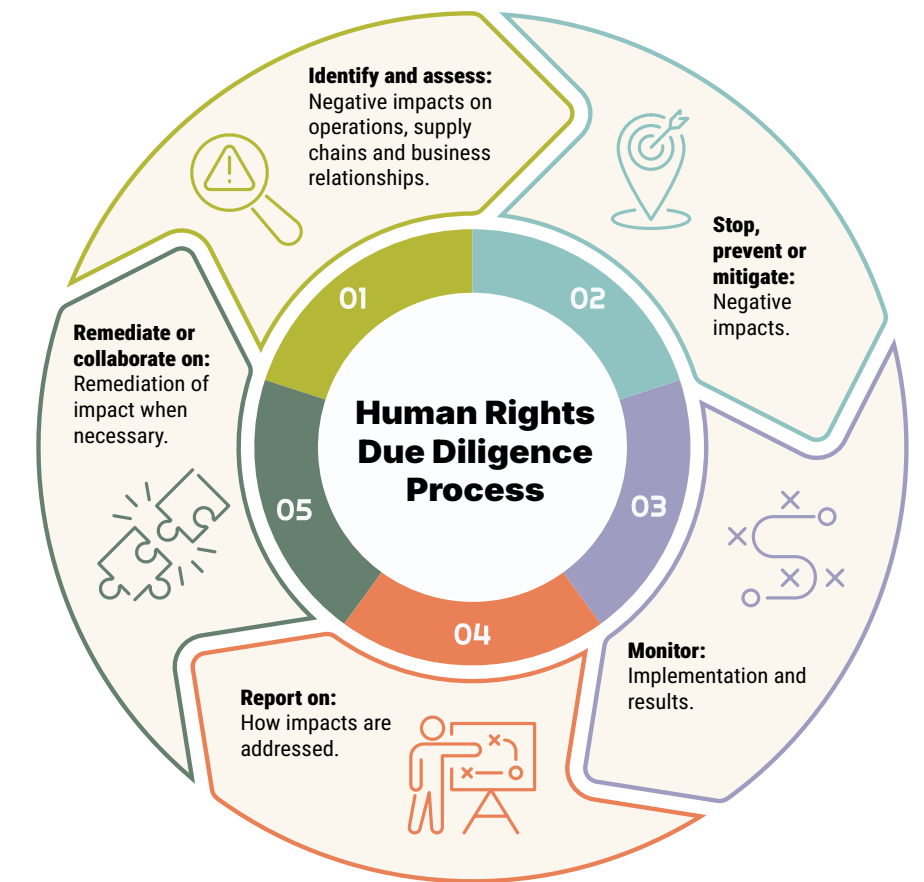 Human Rights
Due Diligence
Process
01
Identify and assess:
Negative impacts on
operations, supply
chains and business
relationships.
02
Stop,
prevent or
mitigate:
Negative
impacts.
03
Monitor:
Implementation and
results.
04
Report on:
How impacts are
addressed.
05
Remediate or
collaborate on:
Remediation of
impact when
necessary.